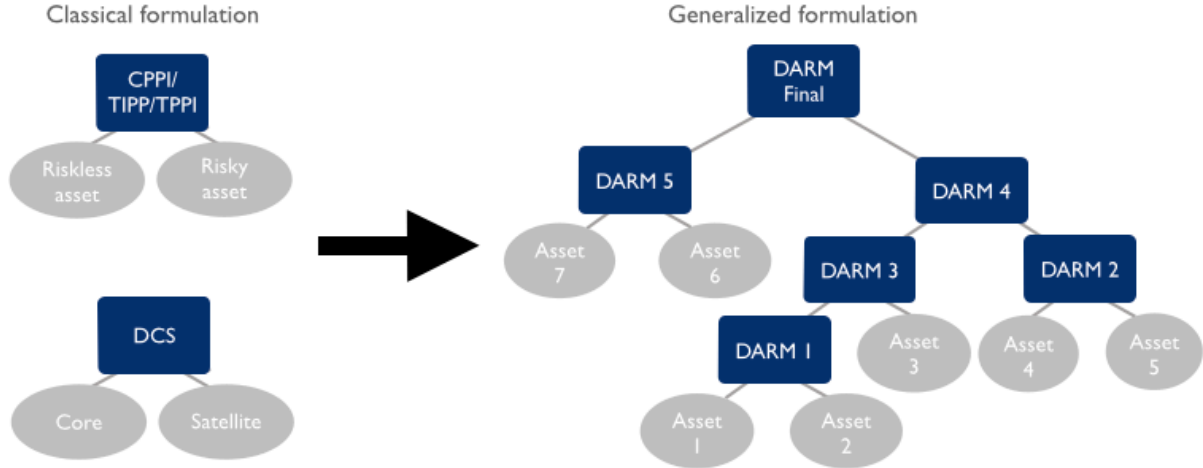 Classical formulation
CPPI/
TIPP/TPPI
Riskless
asset
Risky
asset
DCS
Core
Satellite
Generalized formulation
DARM
Final
DARM 5
DARM 4
Asset
7
Asset
6
DARM 3
DARM 2
DARM 1
Asset
3
Asset
4
Asset
5
Asset
1
Asset
2